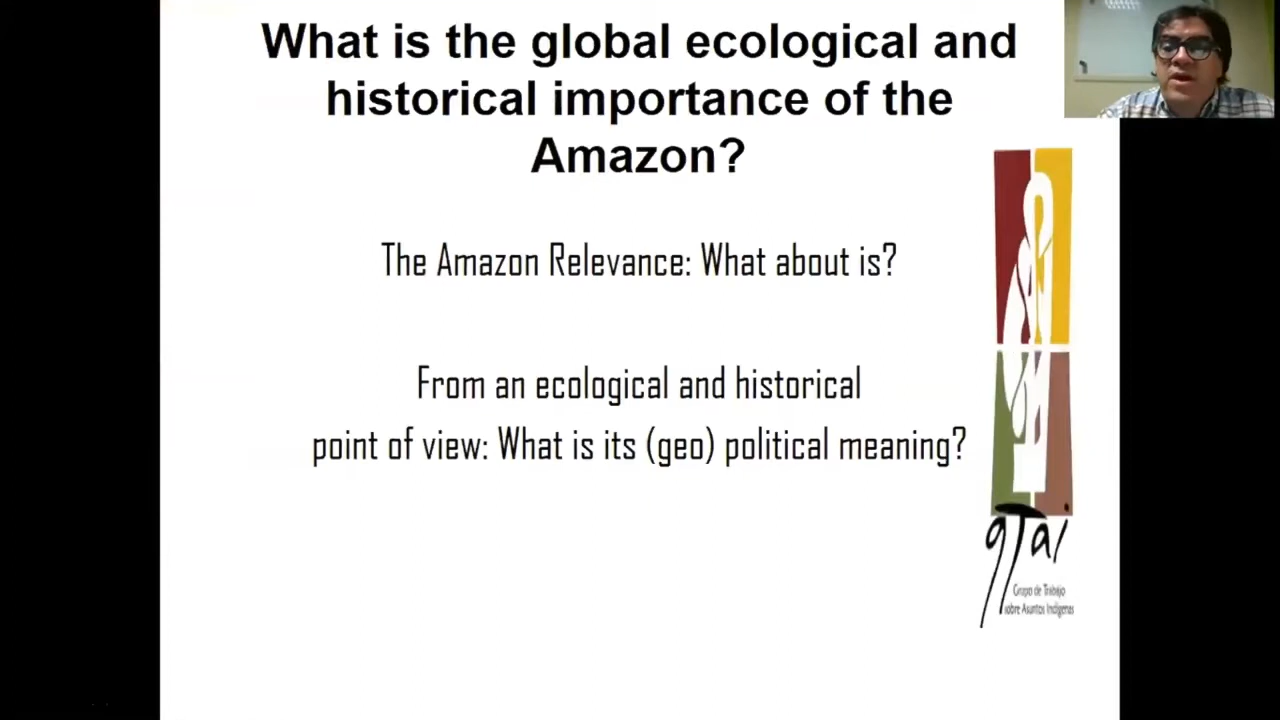 What is the global ecological and
historical importance of the
Amazon?
The Amazon Relevance: What about is?
From an ecological and historical
point of view: What is its (geo) political meaning?
gTai
Grupo de Trabajo
sobre Asuntos Indígenas